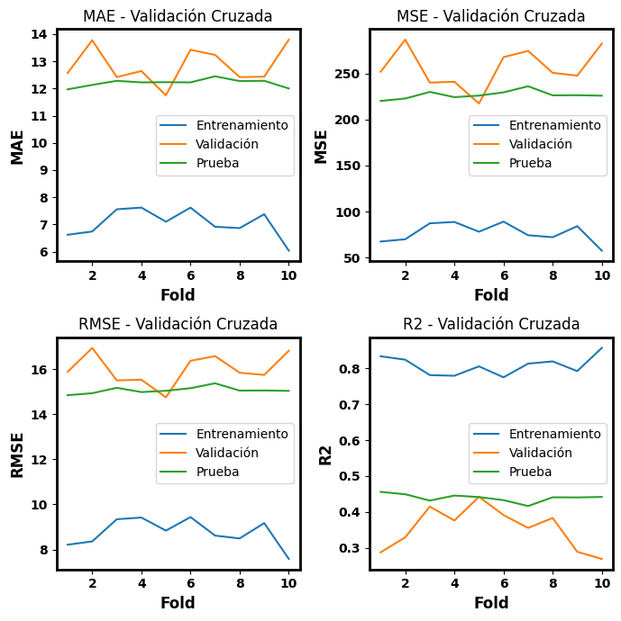 MAE - Validación Cruzada
14
13
12
11
10
9
8
7
6
MAE
Entrenamiento
Validación
Prueba
2
4
6
8
10
Fold
MSE - Validación Cruzada
250
200
150
100
50
MSE
Entrenamiento
Validación
Prueba
2
4
6
8
10
Fold
RMSE - Validación Cruzada
16
14
12
10
8
RMSE
Entrenamiento
Validación
Prueba
2
4
6
8
10
Fold
R2 - Validación Cruzada
0.8
0.7
0.6
0.5
0.4
0.3
R2
Entrenamiento
Validación
Prueba
2
4
6
8
10
Fold